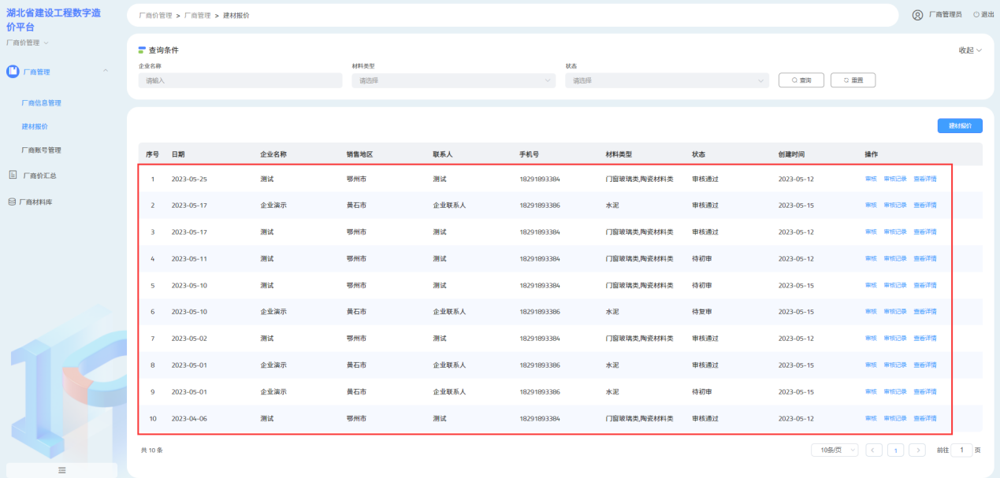 湖北省建设工程数字造
价平台
厂商价管理
厂商管理
厂商信息管理
建材报价
厂商账号管理
厂商价汇总
厂商材料库
厂商价管理 > 厂商管理 > 建材报价
厂商管理员 退出
查询条件 收起
企业名称 材料类型 状态
请输入 请选择 请选择 查询 重置
建材报价
序号 日期 企业名称 销售地区 联系人 手机号 材料类型 状态 创建时间 操作
1 2023-05-25 测试 鄂州市 测试 18291893384 门窗玻璃类,陶瓷材料类 审核通过 2023-05-12 审核 审核记录 查看详情
2 2023-05-17 企业演示 黄石市 企业联系人 18291893386 水泥 审核通过 2023-05-15 审核 审核记录 查看详情
3 2023-05-17 测试 鄂州市 测试 18291893384 门窗玻璃类,陶瓷材料类 审核通过 2023-05-12 审核 审核记录 查看详情
4 2023-05-11 测试 鄂州市 测试 18291893384 门窗玻璃类,陶瓷材料类 待初审 2023-05-12 审核 审核记录 查看详情
5 2023-05-10 测试 鄂州市 测试 18291893384 门窗玻璃类,陶瓷材料类 待初审 2023-05-15 审核 审核记录 查看详情
6 2023-05-10 企业演示 黄石市 企业联系人 18291893386 水泥 待复审 2023-05-15 审核 审核记录 查看详情
7 2023-05-02 测试 鄂州市 测试 18291893384 门窗玻璃类,陶瓷材料类 审核通过 2023-05-12 审核 审核记录 查看详情
8 2023-05-01 企业演示 黄石市 企业联系人 18291893386 水泥 审核通过 2023-05-15 审核 审核记录 查看详情
9 2023-05-01 企业演示 黄石市 企业联系人 18291893386 水泥 待初审 2023-05-15 审核 审核记录 查看详情
10 2023-04-06 测试 鄂州市 测试 18291893384 门窗玻璃类,陶瓷材料类 审核通过 2023-05-12 审核 审核记录 查看详情
共 10 条 10条/页 < 1 > 前往 1 页